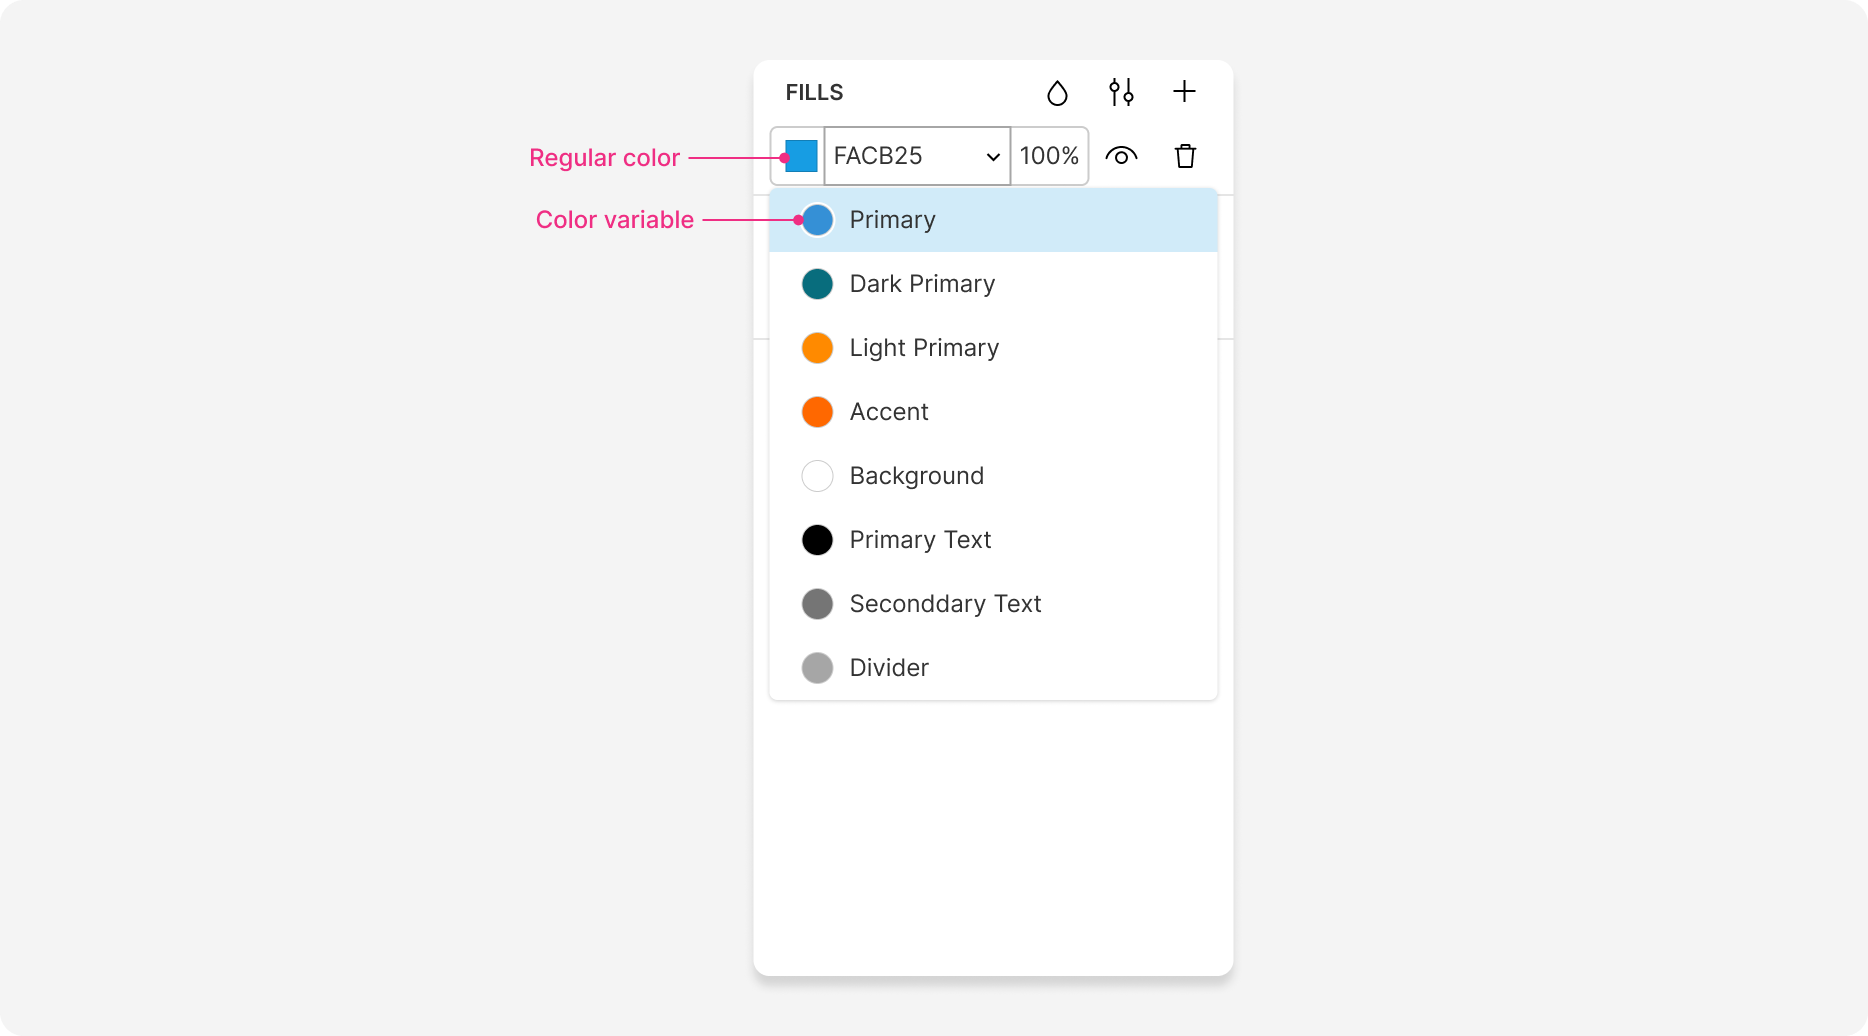 FILLS
Regular color
FACB25
100%
Color variable
Primary
Dark Primary
Light Primary
Accent
Background
Primary Text
Seconddary Text
Divider